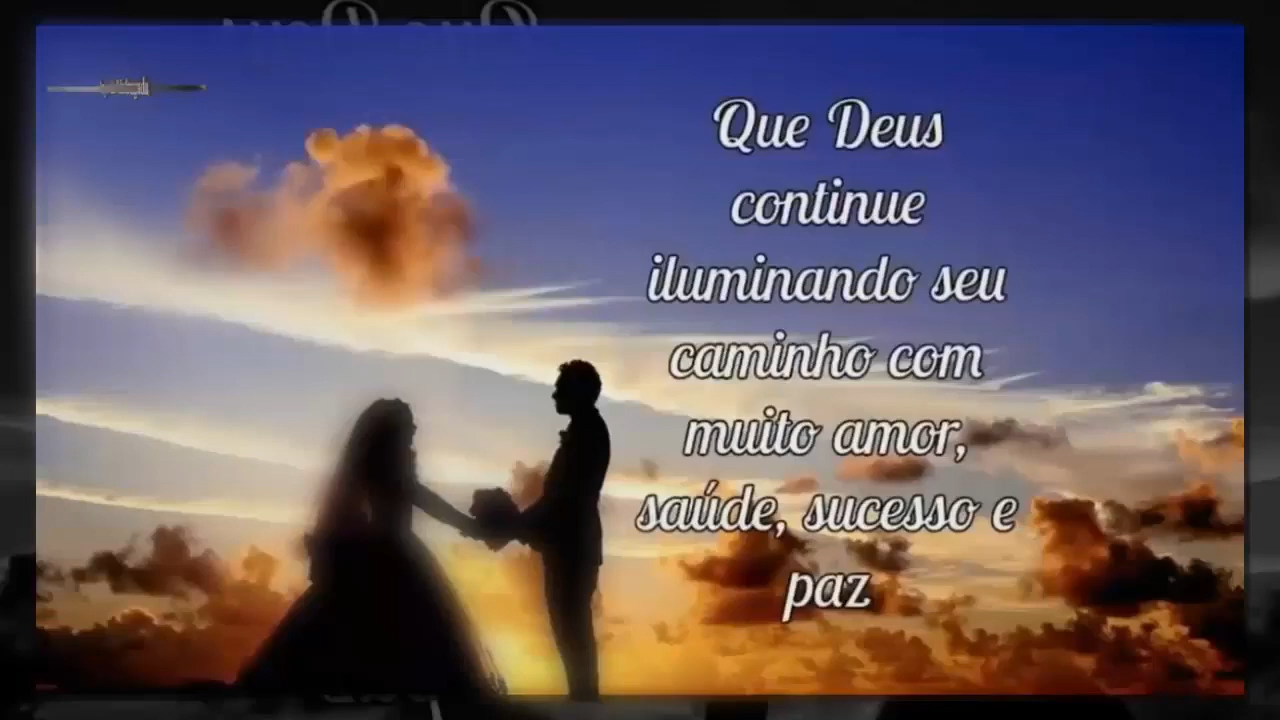 Que Deus
continue
iluminando seu
caminho com
muito amor,
saúde, sucesso e
paz